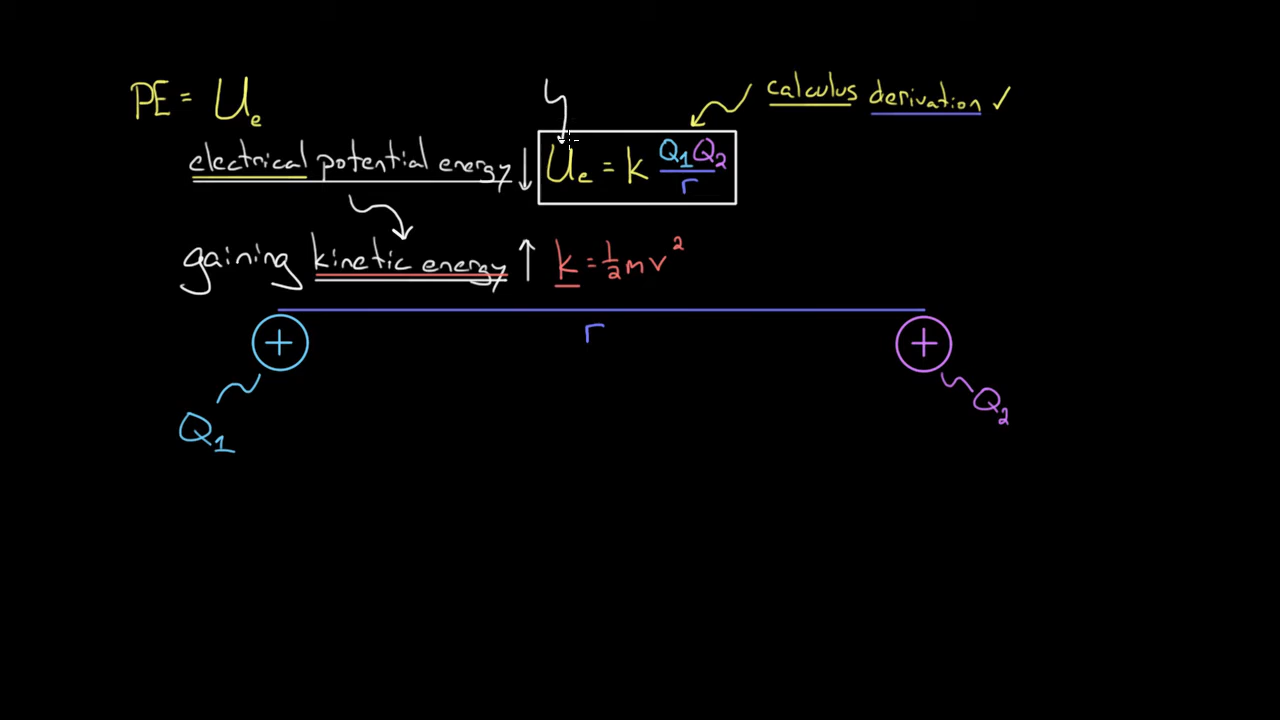 PE = Uₑ
calculus derivation ✓
electrical potential energy ↓ Uₑ = k Q₁Q₂/r
gaining kinetic energy ↑ k = ½mv²
r
+ +
Q₁ Q₂